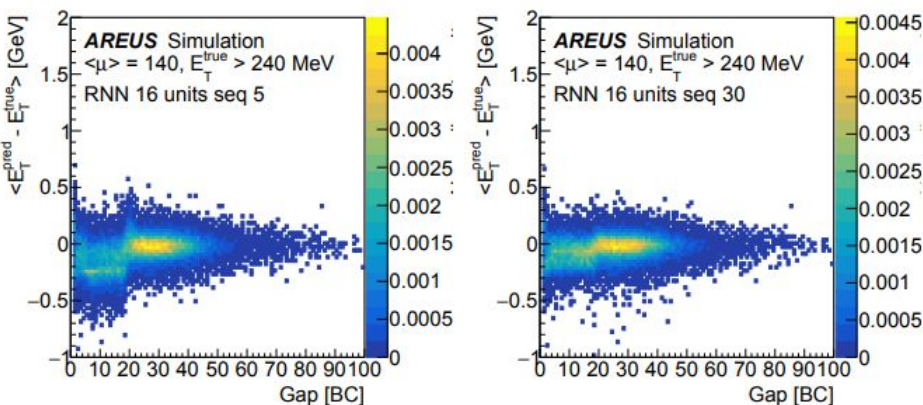 <E_T^pred - E_T^true> [GeV]
2
1.5
1
0.5
0
−0.5
−1
AREUS Simulation
<μ> = 140, E_T^true > 240 MeV
RNN 16 units seq 5
0.004
0.0035
0.003
0.0025
0.002
0.0015
0.001
0.0005
0
0 10 20 30 40 50 60 70 80 90 100
Gap [BC]
<E_T^pred - E_T^true> [GeV]
2
1.5
1
0.5
0
−0.5
−1
AREUS Simulation
<μ> = 140, E_T^true > 240 MeV
RNN 16 units seq 30
0.0045
0.004
0.0035
0.003
0.0025
0.002
0.0015
0.001
0.0005
0
0 10 20 30 40 50 60 70 80 90 100
Gap [BC]